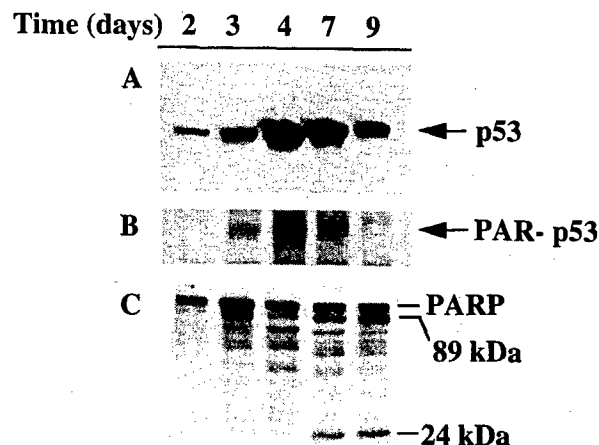 Time (days) 2 3 4 7 9
A
p53
B
PAR- p53
C
PARP
89 kDa
24 kDa